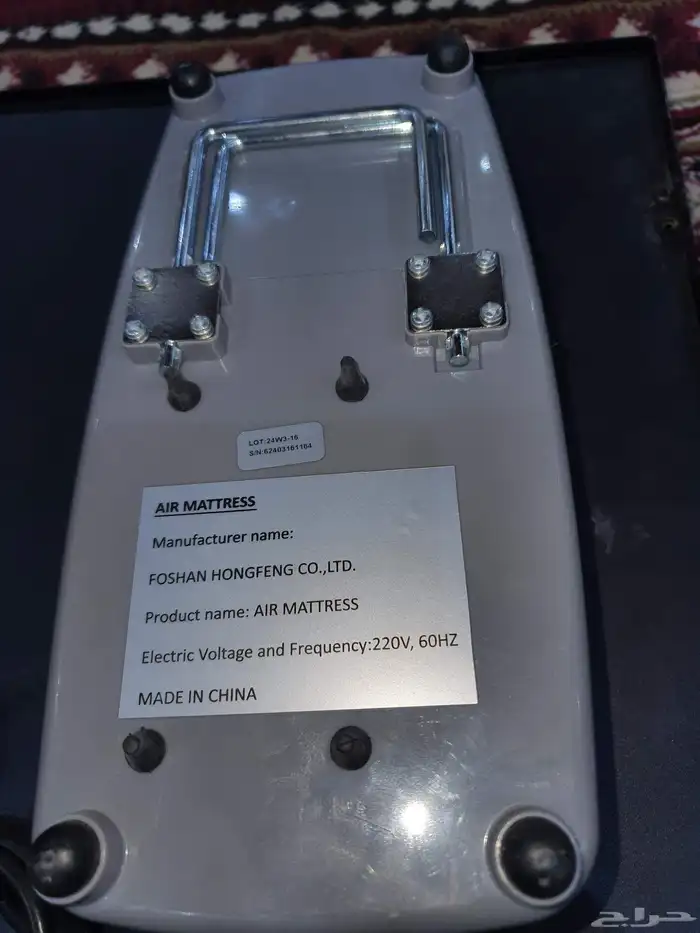 LOT:24W3-16
S/N:62403161164
AIR MATTRESS
Manufacturer name:
FOSHAN HONGFENG CO.,LTD.
Product name: AIR MATTRESS
Electric Voltage and Frequency:220V, 60HZ
MADE IN CHINA
حراج